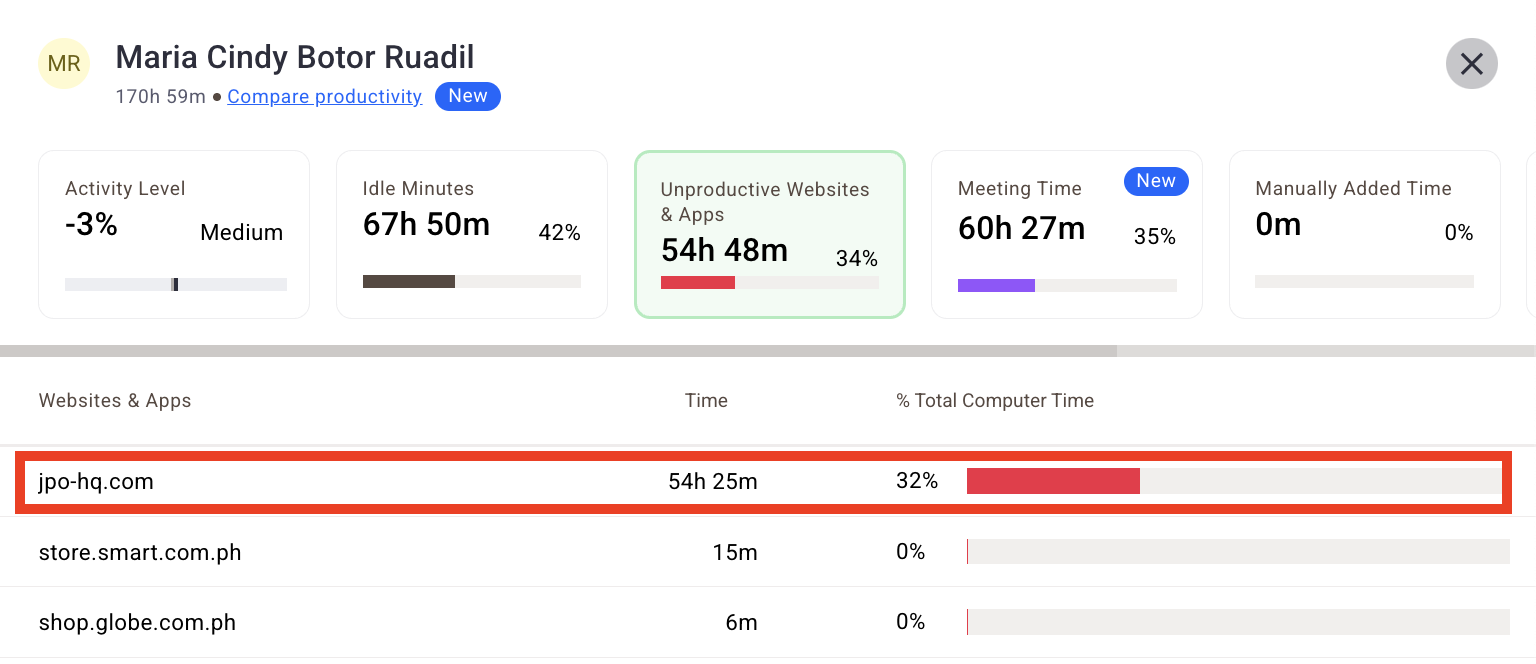 MR
Maria Cindy Botor Ruadil
170h 59m • Compare productivity New
Activity Level
-3% Medium
Idle Minutes
67h 50m 42%
Unproductive Websites
& Apps
54h 48m 34%
Meeting Time New
60h 27m 35%
Manually Added Time
0m 0%
Websites & Apps Time % Total Computer Time
jpo-hq.com 54h 25m 32%
store.smart.com.ph 15m 0%
shop.globe.com.ph 6m 0%